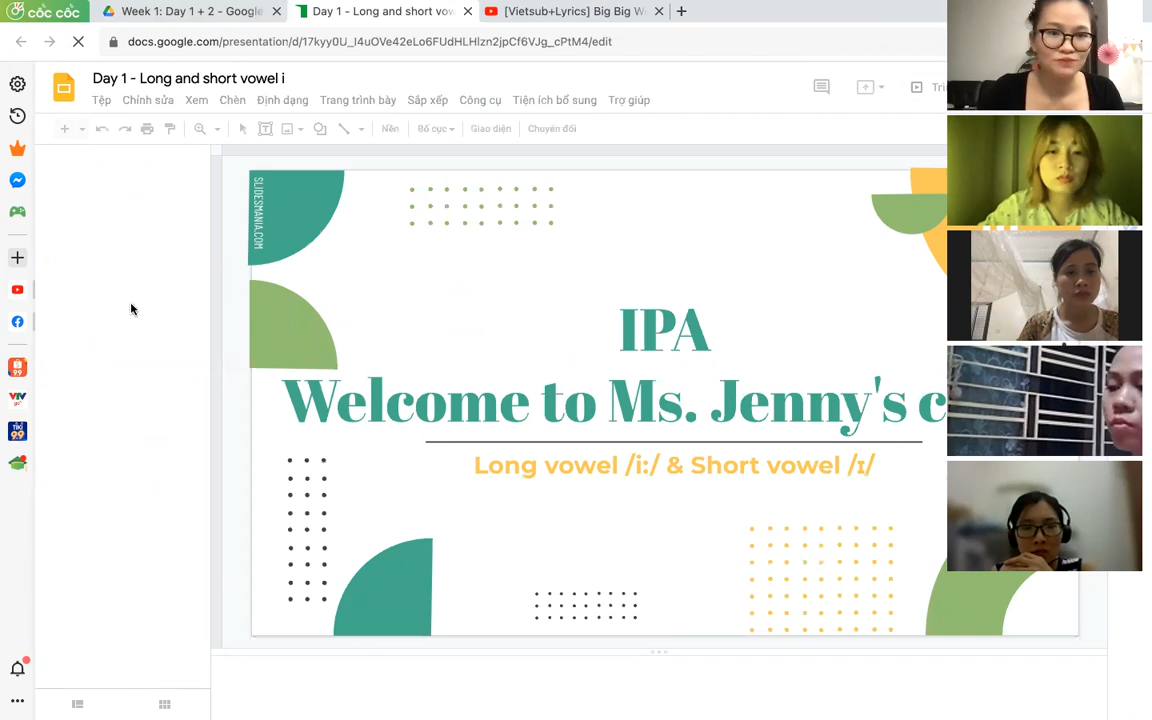 cốc cốc
Week 1: Day 1 + 2 - Google
Day 1 - Long and short vow
[Vietsub+Lyrics] Big Big W
docs.google.com/presentation/d/17kyy0U_I4uOVe42eLo6FUdHLHlzn2jpCf6VJg_cPtM4/edit
Day 1 - Long and short vowel i
Tệp Chỉnh sửa Xem Chèn Định dạng Trang trình bày Sắp xếp Công cụ Tiện ích bổ sung Trợ giúp
Nền Bố cục Giao diện Chuyển đổi
SLIDESMANIA.COM
IPA
Welcome to Ms. Jenny's c
Long vowel /i:/ & Short vowel /ɪ/
VTV